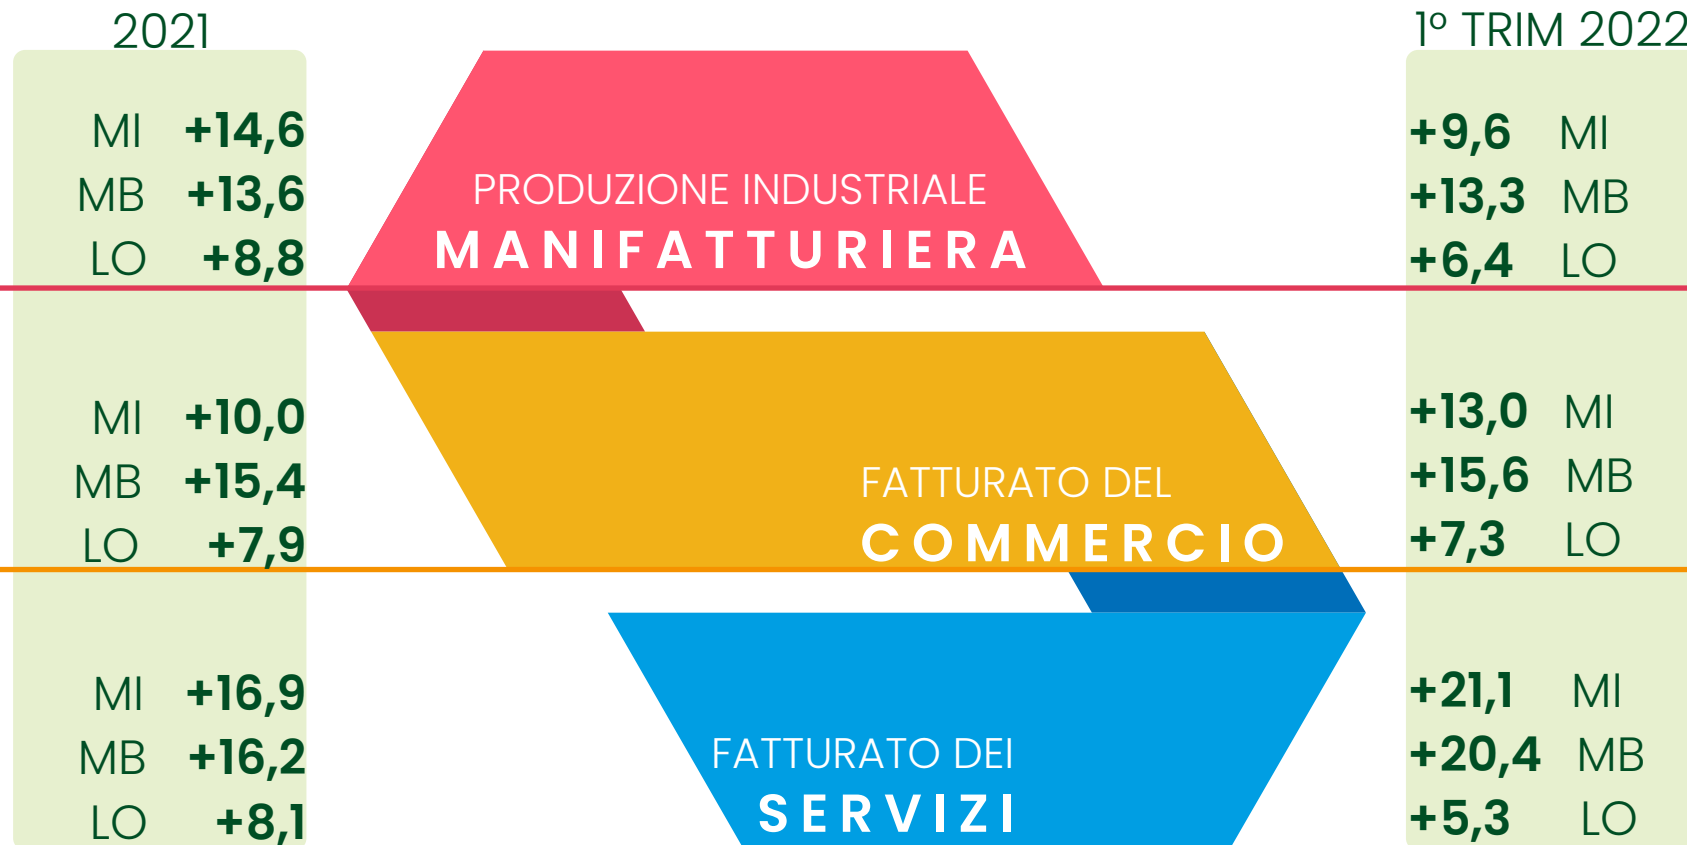 2021
1° TRIM 2022
MI +14,6
MB +13,6
LO +8,8
PRODUZIONE INDUSTRIALE
MANIFATTURIERA
+9,6 MI
+13,3 MB
+6,4 LO
MI +10,0
MB +15,4
LO +7,9
FATTURATO DEL
COMMERCIO
+13,0 MI
+15,6 MB
+7,3 LO
MI +16,9
MB +16,2
LO +8,1
FATTURATO DEI
SERVIZI
+21,1 MI
+20,4 MB
+5,3 LO